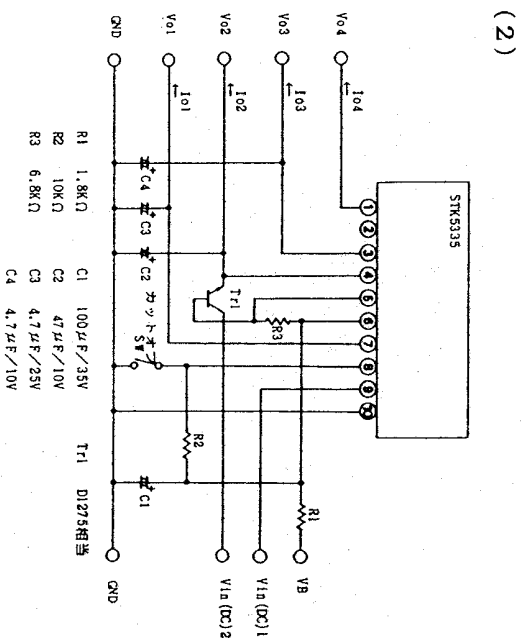 (2)
STK5335
① ② ③ ④ ⑤ ⑥ ⑦ ⑧ ⑨ ⑩
Vo4
←Io4
Vo3
←Io3
Vo2
←Io2
Vo1
←Io1
GND
Tr1
R3
R2
R1
C4
C3
C2
C1
カットオフ
SW
VB
Vin(DC)1
Vin(DC)2
GND
R1 1.8KΩ C1 100μF/35V Tr1 D1275相当
R2 10KΩ C2 47μF/10V
R3 6.8KΩ C3 4.7μF/25V
C4 4.7μF/10V